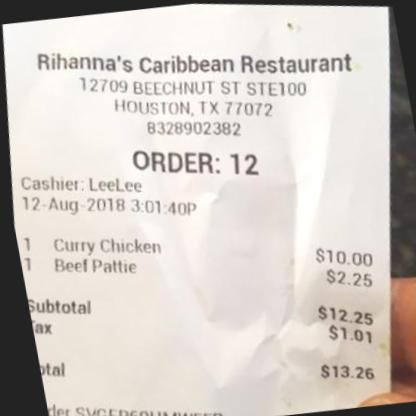 Rihanna's Caribbean Restaurant
12709 BEECHNUT ST STE100
HOUSTON, TX 77072
8328902382
ORDER: 12
Cashier: LeeLee
12-Aug-2018 3:01:40P
1 Curry Chicken $10.00
1 Beef Pattie $2.25
Subtotal $12.25
ax $1.01
otal $13.26